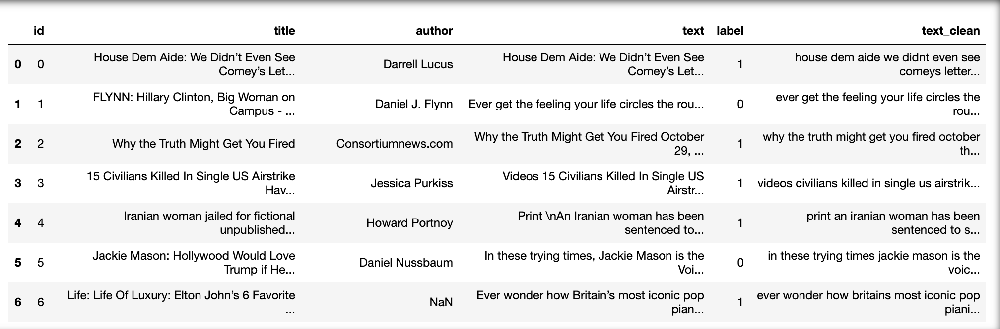 id title author text label text_clean
0 0 House Dem Aide: We Didn’t Even See Comey’s Let... Darrell Lucus House Dem Aide: We Didn’t Even See Comey’s Let... 1 house dem aide we didnt even see comeys letter...
1 1 FLYNN: Hillary Clinton, Big Woman on Campus - ... Daniel J. Flynn Ever get the feeling your life circles the rou... 0 ever get the feeling your life circles the rou...
2 2 Why the Truth Might Get You Fired Consortiumnews.com Why the Truth Might Get You Fired October 29, ... 1 why the truth might get you fired october th...
3 3 15 Civilians Killed In Single US Airstrike Hav... Jessica Purkiss Videos 15 Civilians Killed In Single US Airstr... 1 videos civilians killed in single us airstrik...
4 4 Iranian woman jailed for fictional unpublished... Howard Portnoy Print \nAn Iranian woman has been sentenced to... 1 print an iranian woman has been sentenced to s...
5 5 Jackie Mason: Hollywood Would Love Trump if He... Daniel Nussbaum In these trying times, Jackie Mason is the Voi... 0 in these trying times jackie mason is the voic...
6 6 Life: Life Of Luxury: Elton John’s 6 Favorite ... NaN Ever wonder how Britain’s most iconic pop pian... 1 ever wonder how britains most iconic pop piani...